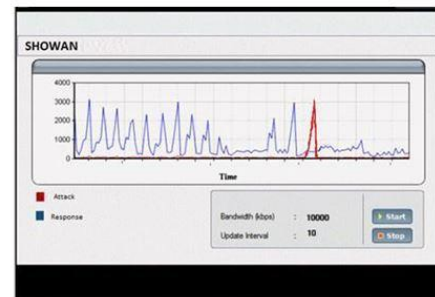 SHOWAN
4000
3000
2000
1000
0
Time
Attack
Response
Bandwidth (kbps) : 10000
Start
Update Interval : 10
Stop